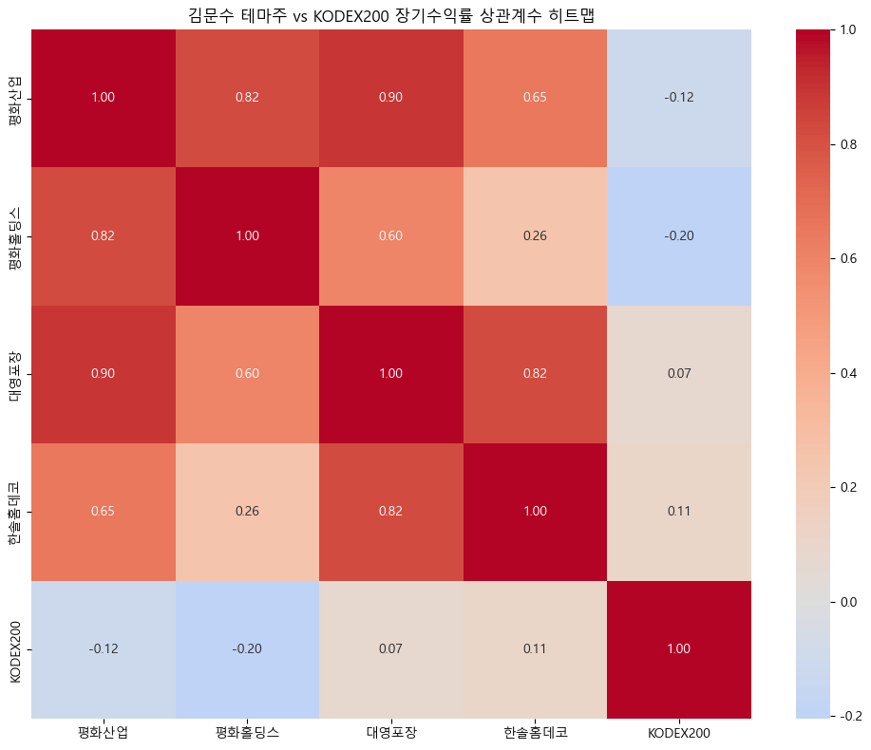 김문수 테마주 vs KODEX200 장기수익률 상관계수 히트맵
평화산업 1.00 0.82 0.90 0.65 -0.12
평화홀딩스 0.82 1.00 0.60 0.26 -0.20
대영포장 0.90 0.60 1.00 0.82 0.07
한솔홈데코 0.65 0.26 0.82 1.00 0.11
KODEX200 -0.12 -0.20 0.07 0.11 1.00
평화산업 평화홀딩스 대영포장 한솔홈데코 KODEX200
1.0
0.8
0.6
0.4
0.2
0.0
-0.2